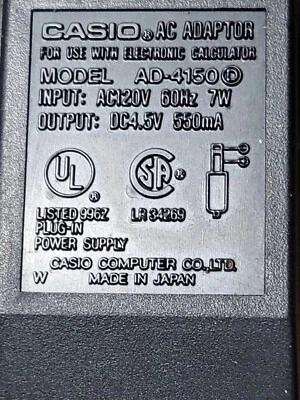 CASIO® AC ADAPTOR
FOR USE WITH ELECTRONIC CALCULATOR
MODEL AD-4150 Ⓓ
INPUT: AC120V 60Hz 7W
OUTPUT: DC4.5V 550mA
UL ®
SA ®
LISTED 996Z LR 34269
PLUG-IN
POWER SUPPLY
CASIO COMPUTER CO.,LTD.
W MADE IN JAPAN